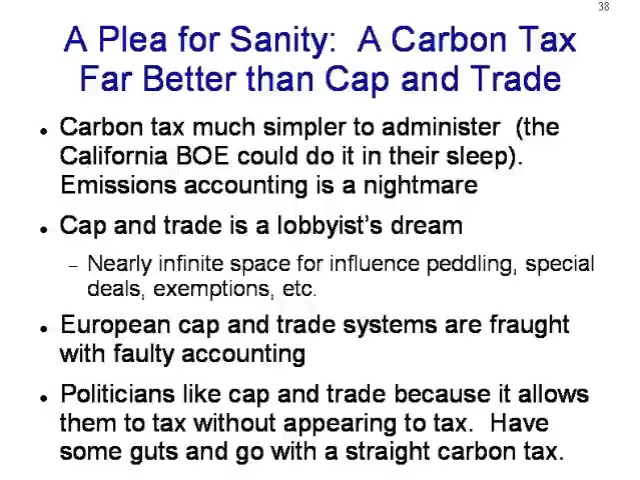 38
A Plea for Sanity: A Carbon Tax
Far Better than Cap and Trade
• Carbon tax much simpler to administer (the
California BOE could do it in their sleep).
Emissions accounting is a nightmare
• Cap and trade is a lobbyist's dream
– Nearly infinite space for influence peddling, special
deals, exemptions, etc.
• European cap and trade systems are fraught
with faulty accounting
• Politicians like cap and trade because it allows
them to tax without appearing to tax. Have
some guts and go with a straight carbon tax.